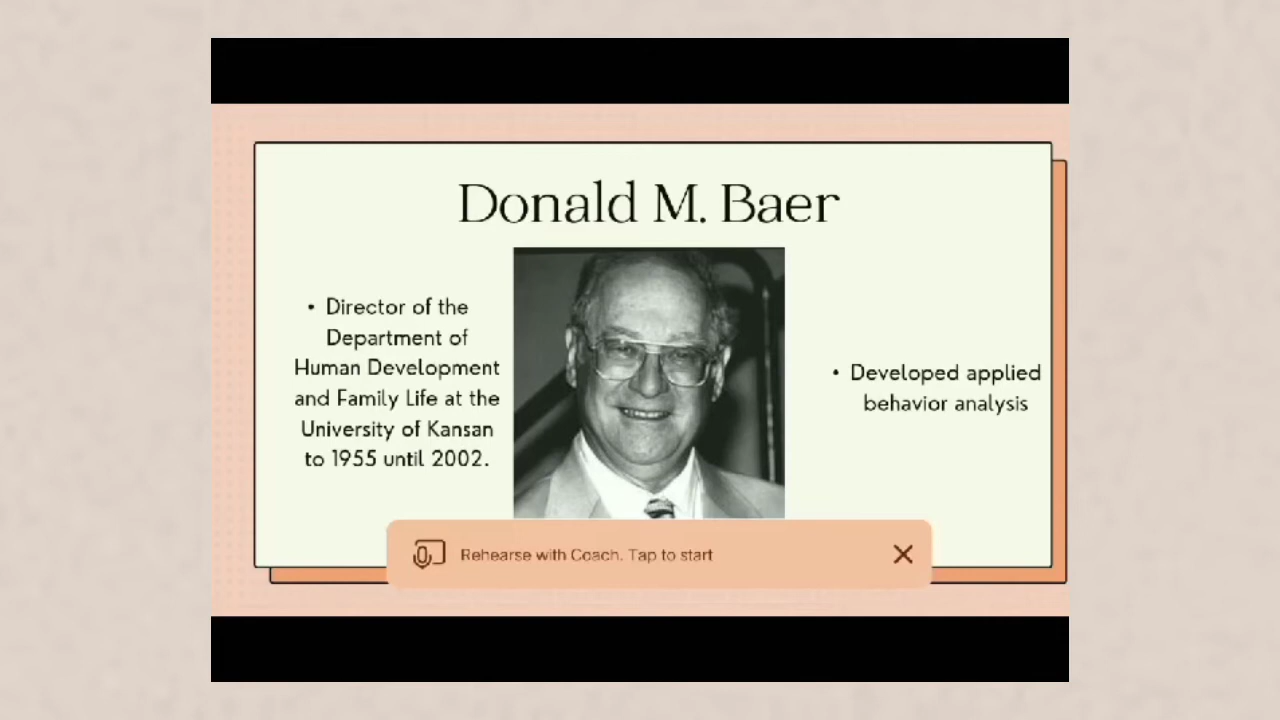 Donald M. Baer
• Director of the
Department of
Human Development
and Family Life at the
University of Kansan
to 1955 until 2002.
• Developed applied
behavior analysis
Rehearse with Coach. Tap to start